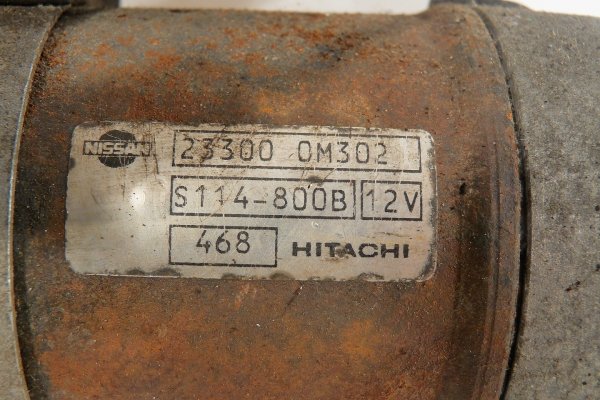 NISSAN 23300 0M302
S114-800B 12V
468 HITACHI